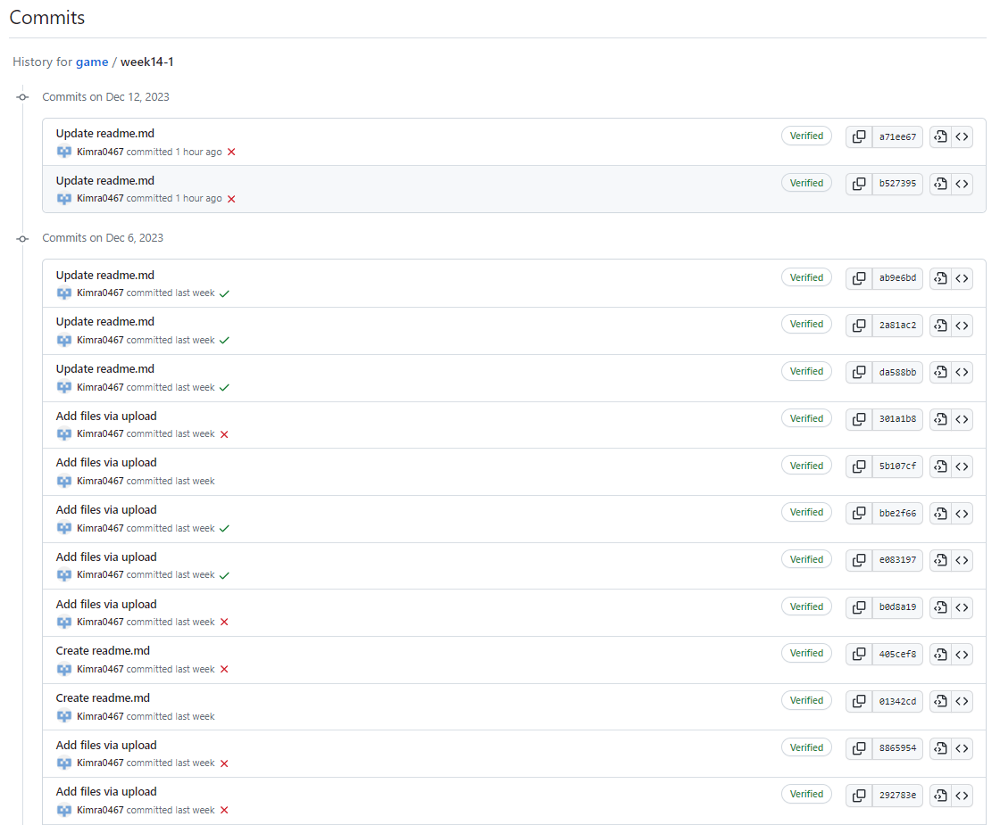 Commits
History for game / week14-1
Commits on Dec 12, 2023
Update readme.md
Verified
a71ee67
Kimra0467 committed 1 hour ago
Update readme.md
Verified
b527395
Kimra0467 committed 1 hour ago
Commits on Dec 6, 2023
Update readme.md
Verified
ab9e6bd
Kimra0467 committed last week
Update readme.md
Verified
2a81ac2
Kimra0467 committed last week
Update readme.md
Verified
da588bb
Kimra0467 committed last week
Add files via upload
Verified
301a1b8
Kimra0467 committed last week
Add files via upload
Verified
5b107cf
Kimra0467 committed last week
Add files via upload
Verified
bbe2f66
Kimra0467 committed last week
Add files via upload
Verified
e083197
Kimra0467 committed last week
Add files via upload
Verified
b0d8a19
Kimra0467 committed last week
Create readme.md
Verified
405cef8
Kimra0467 committed last week
Create readme.md
Verified
01342cd
Kimra0467 committed last week
Add files via upload
Verified
8865954
Kimra0467 committed last week
Add files via upload
Verified
292783e
Kimra0467 committed last week